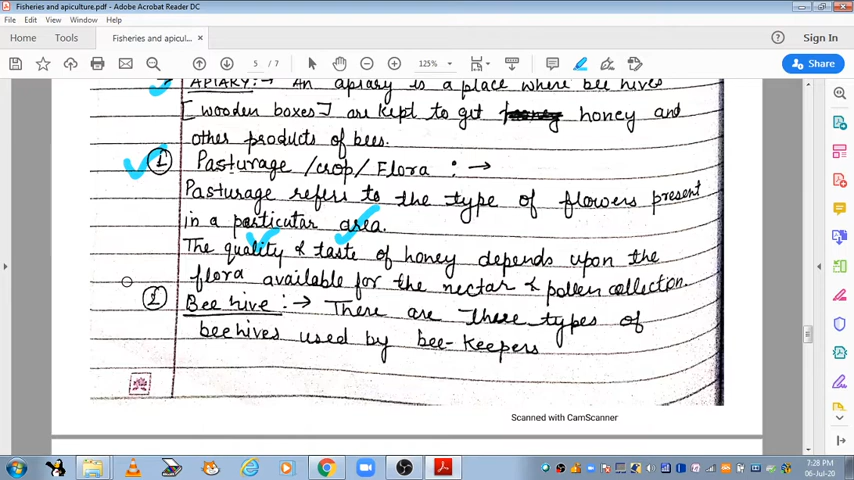 Fisheries and apiculture.pdf - Adobe Acrobat Reader DC
File Edit View Window Help
Home Tools Fisheries and apicul... × Sign In
5 / 7 125% Share
APIARY:→ An apiary is a place where bee hives
[wooden boxes] are kept to get honey and
other products of bees.
① Pasturage /crop/ Flora :→
Pasturage refers to the type of flowers present
in a particular area.
The quality & taste of honey depends upon the
flora available for the nectar & pollen collection.
② Bee hive :→ There are these types of
beehives used by bee-keepers
Scanned with CamScanner
7:28 PM
06-Jul-20